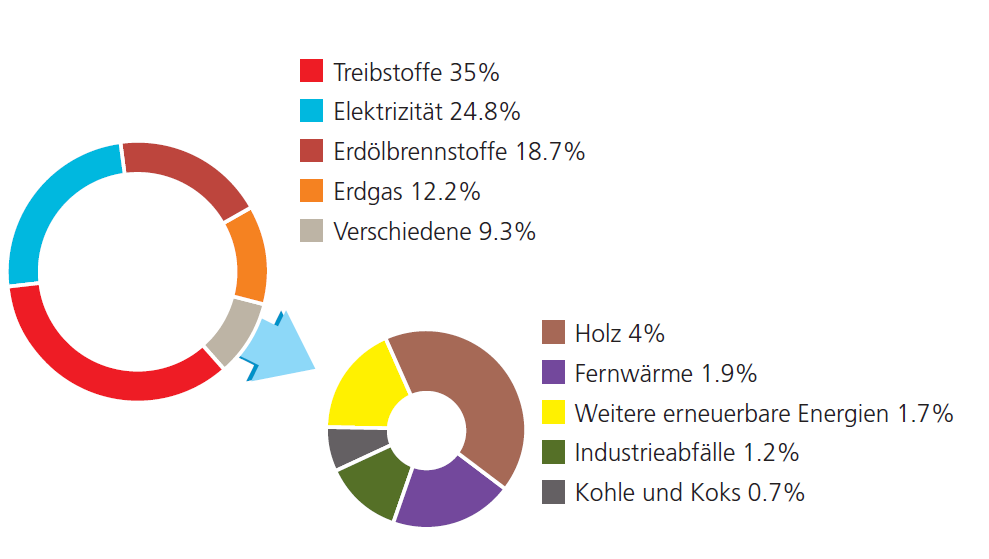 Treibstoffe 35%
Elektrizität 24.8%
Erdölbrennstoffe 18.7%
Erdgas 12.2%
Verschiedene 9.3%
Holz 4%
Fernwärme 1.9%
Weitere erneuerbare Energien 1.7%
Industrieabfälle 1.2%
Kohle und Koks 0.7%